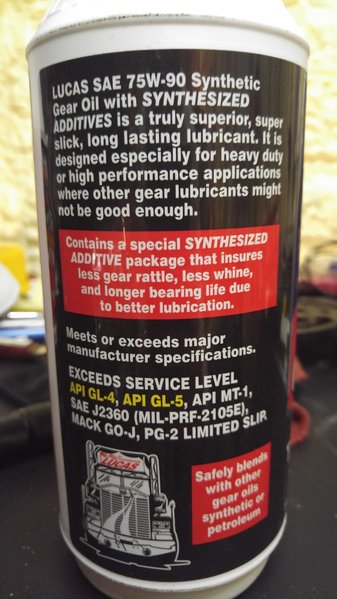 LUCAS SAE 75W-90 Synthetic
Gear Oil with SYNTHESIZED
ADDITIVES is a truly superior, super
slick, long lasting lubricant. It is
designed especially for heavy duty
or high performance applications
where other gear lubricants might
not be good enough.
Contains a special SYNTHESIZED
ADDITIVE package that insures
less gear rattle, less whine,
and longer bearing life due
to better lubrication.
Meets or exceeds major
manufacturer specifications.
EXCEEDS SERVICE LEVEL
API GL-4, API GL-5, API MT-1,
SAE J2360 (MIL-PRF-2105E),
MACK GO-J, PG-2 LIMITED SLIP
LUCAS
Safely blends
with other
gear oils
synthetic or
petroleum